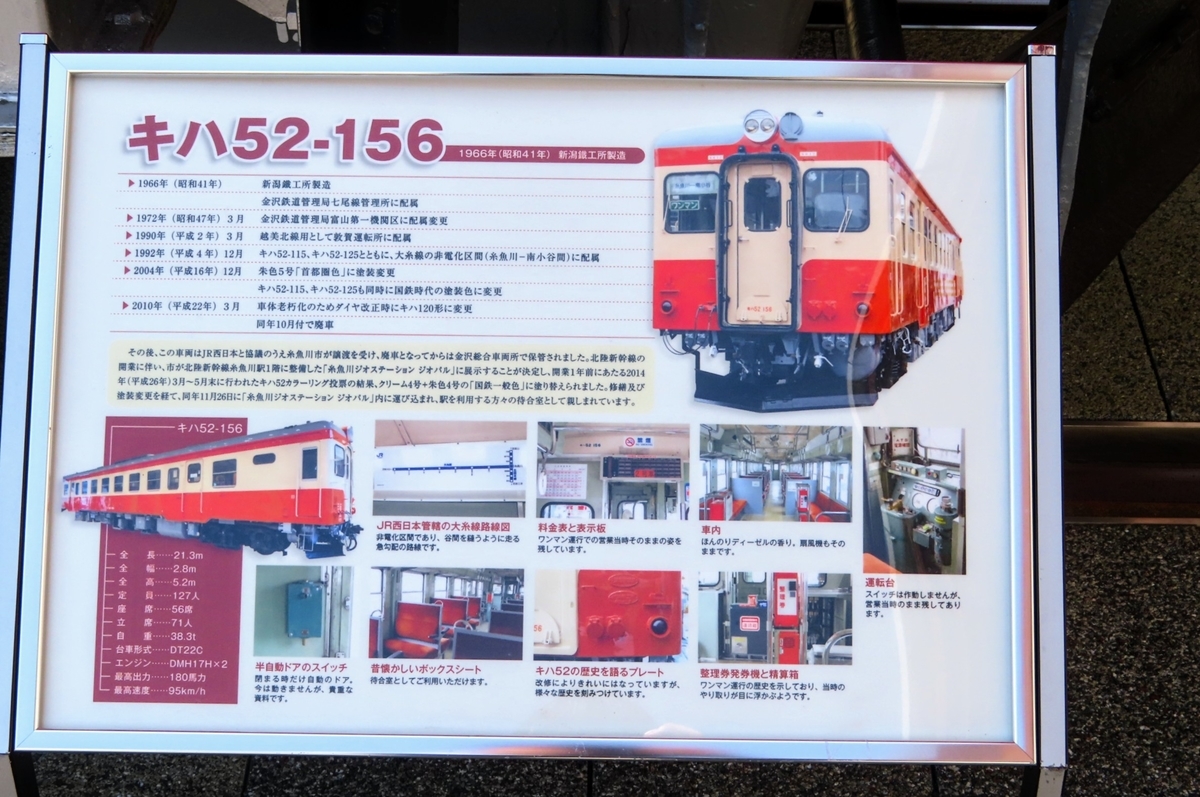 キハ52-156
1966年(昭和41年) 新潟鐵工所製造
▶1966年(昭和41年) 新潟鐵工所製造
金沢鉄道管理局七尾線管理所に配属
▶1972年(昭和47年)3月 金沢鉄道管理局富山第一機関区に配属変更
▶1990年(平成2年)3月 越美北線用として敦賀運転所に配属
▶1992年(平成4年)12月 キハ52-115、キハ52-125とともに、大糸線の非電化区間(糸魚川−南小谷間)に配属
▶2004年(平成16年)12月 朱色5号「首都圏色」に塗装変更
キハ52-115、キハ52-125も同時に国鉄時代の塗装色に変更
▶2010年(平成22年)3月 車体老朽化のためダイヤ改正時にキハ120形に変更
同年10月付で廃車
その後、この車両はJR西日本と協議のうえ糸魚川市が譲渡を受け、廃車となってからは金沢総合車両所で保管されました。北陸新幹線の
開業に伴い、市が北陸新幹線糸魚川駅1階に整備した「糸魚川ジオステーション ジオパル」に展示することが決定し、開業1年前にあたる2014
年(平成26年)3月〜5月末に行われたキハ52カラーリング投票の結果、クリーム4号+朱色4号の「国鉄一般色」に塗り替えられました。修繕及び
塗装変更を経て、同年11月26日に「糸魚川ジオステーション ジオパル」内に運び込まれ、駅を利用する方々の待合室として親しまれています。
ワンマン
キハ52 156
キハ52-156
全長……21.3m
全幅……2.8m
全高……5.2m
定員……127人
座席……56席
立席……71人
自重……38.3t
台車形式……DT22C
エンジン……DMH17H×2
最高出力……180馬力
最高速度……95km/h
JR西日本管轄の大糸線路線図
非電化区間であり、谷間を縫うように走る
急勾配の路線です。
禁煙
料金表と表示板
ワンマン運行での営業当時そのままの姿を
残しています。
車内
ほんのりディーゼルの香り、扇風機もその
ままです。
運転台
スイッチは作動しませんが、
営業当時のまま残してあり
ます。
半自動ドアのスイッチ
閉まる時だけ自動のドア。
今は動きませんが、貴重な
資料です。
昔懐かしいボックスシート
待合室としてご利用いただけます。
56
キハ52の歴史を語るプレート
改修によりきれいにはなっていますが、
様々な歴史を刻みつけています。
整理券
整理券発券機と精算箱
ワンマン運行の歴史を示しており、当時の
やり取りが目に浮かぶようです。